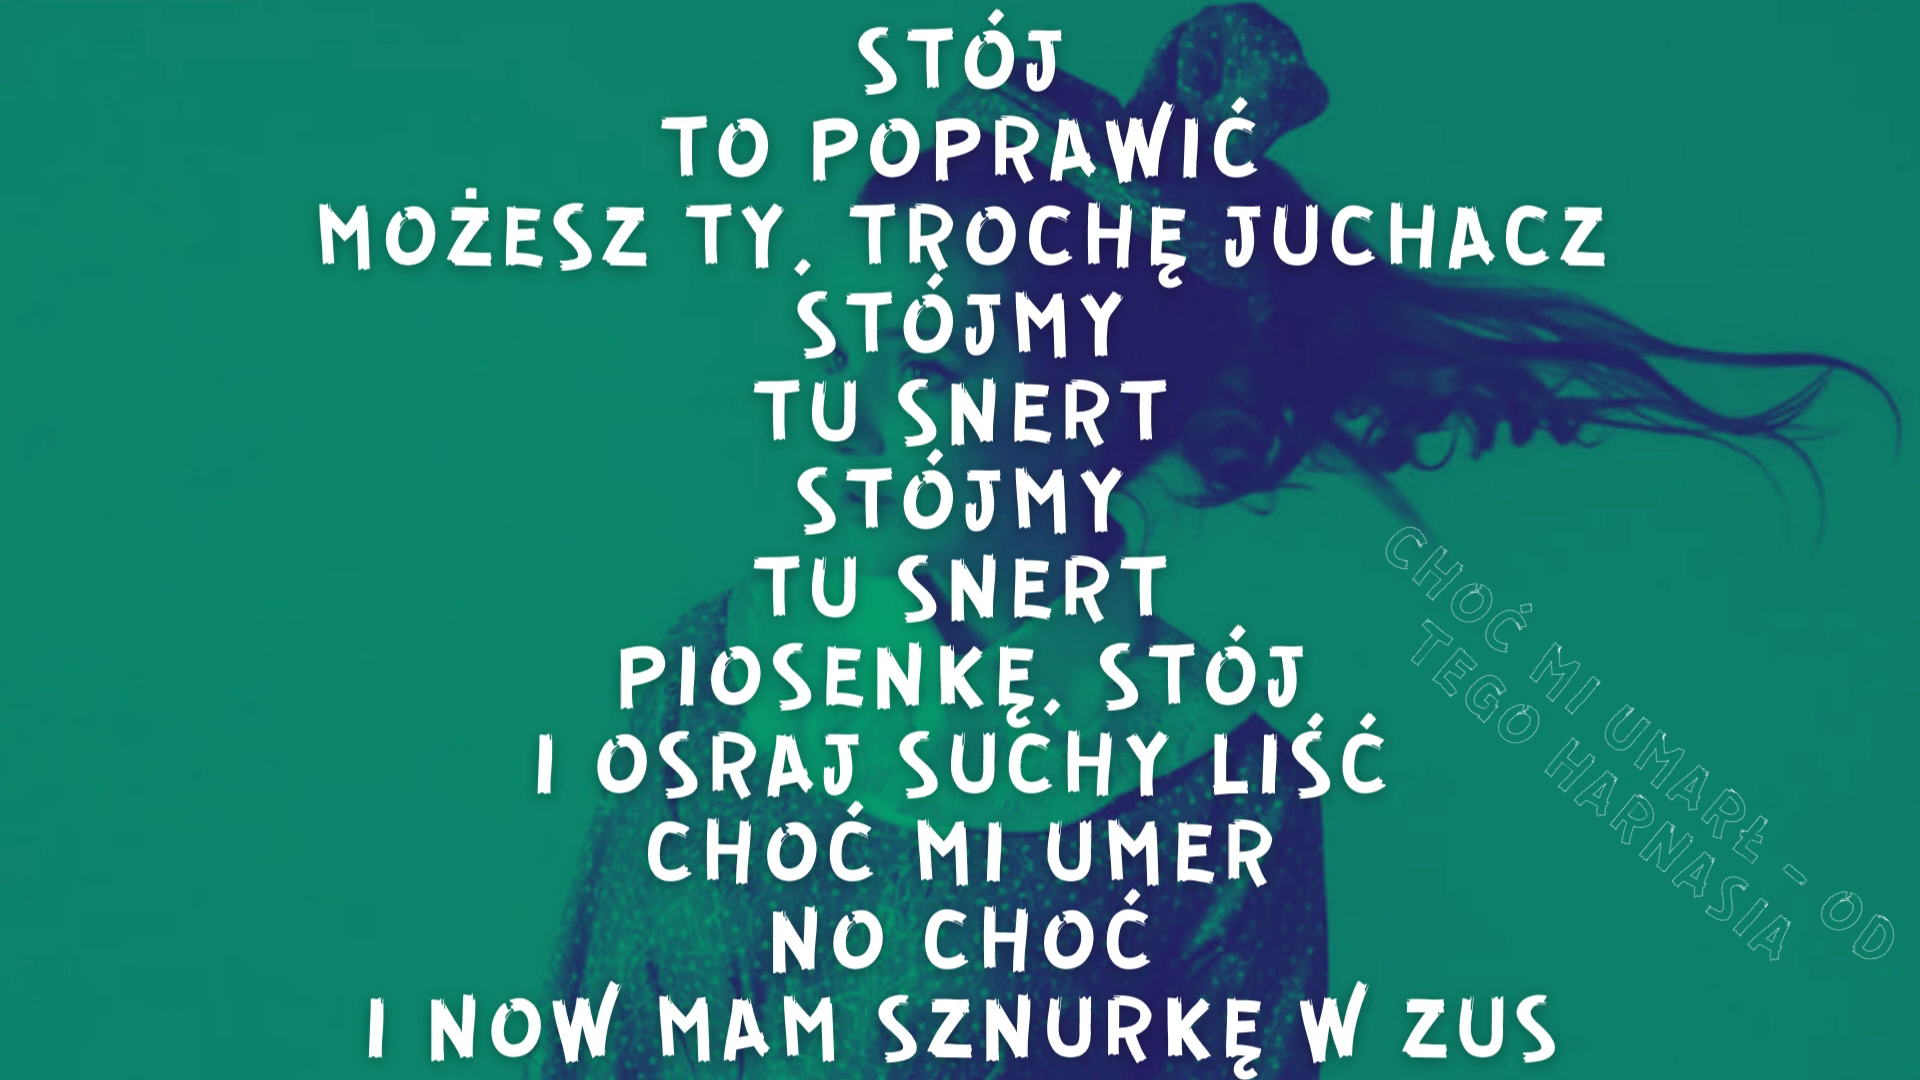 STÓJ
TO POPRAWIĆ
MOŻESZ TY, TROCHĘ JUCHACZ
STÓJMY
TU SNERT
STÓJMY
TU SNERT
PIOSENKĘ, STÓJ
I OSRAJ SUCHY LIŚĆ
CHOĆ MI UMER
NO CHOĆ
I NOW MAM SZNURKĘ W ZUS
CHOĆ MI UMARŁ - OD
TEGO HARNASIA